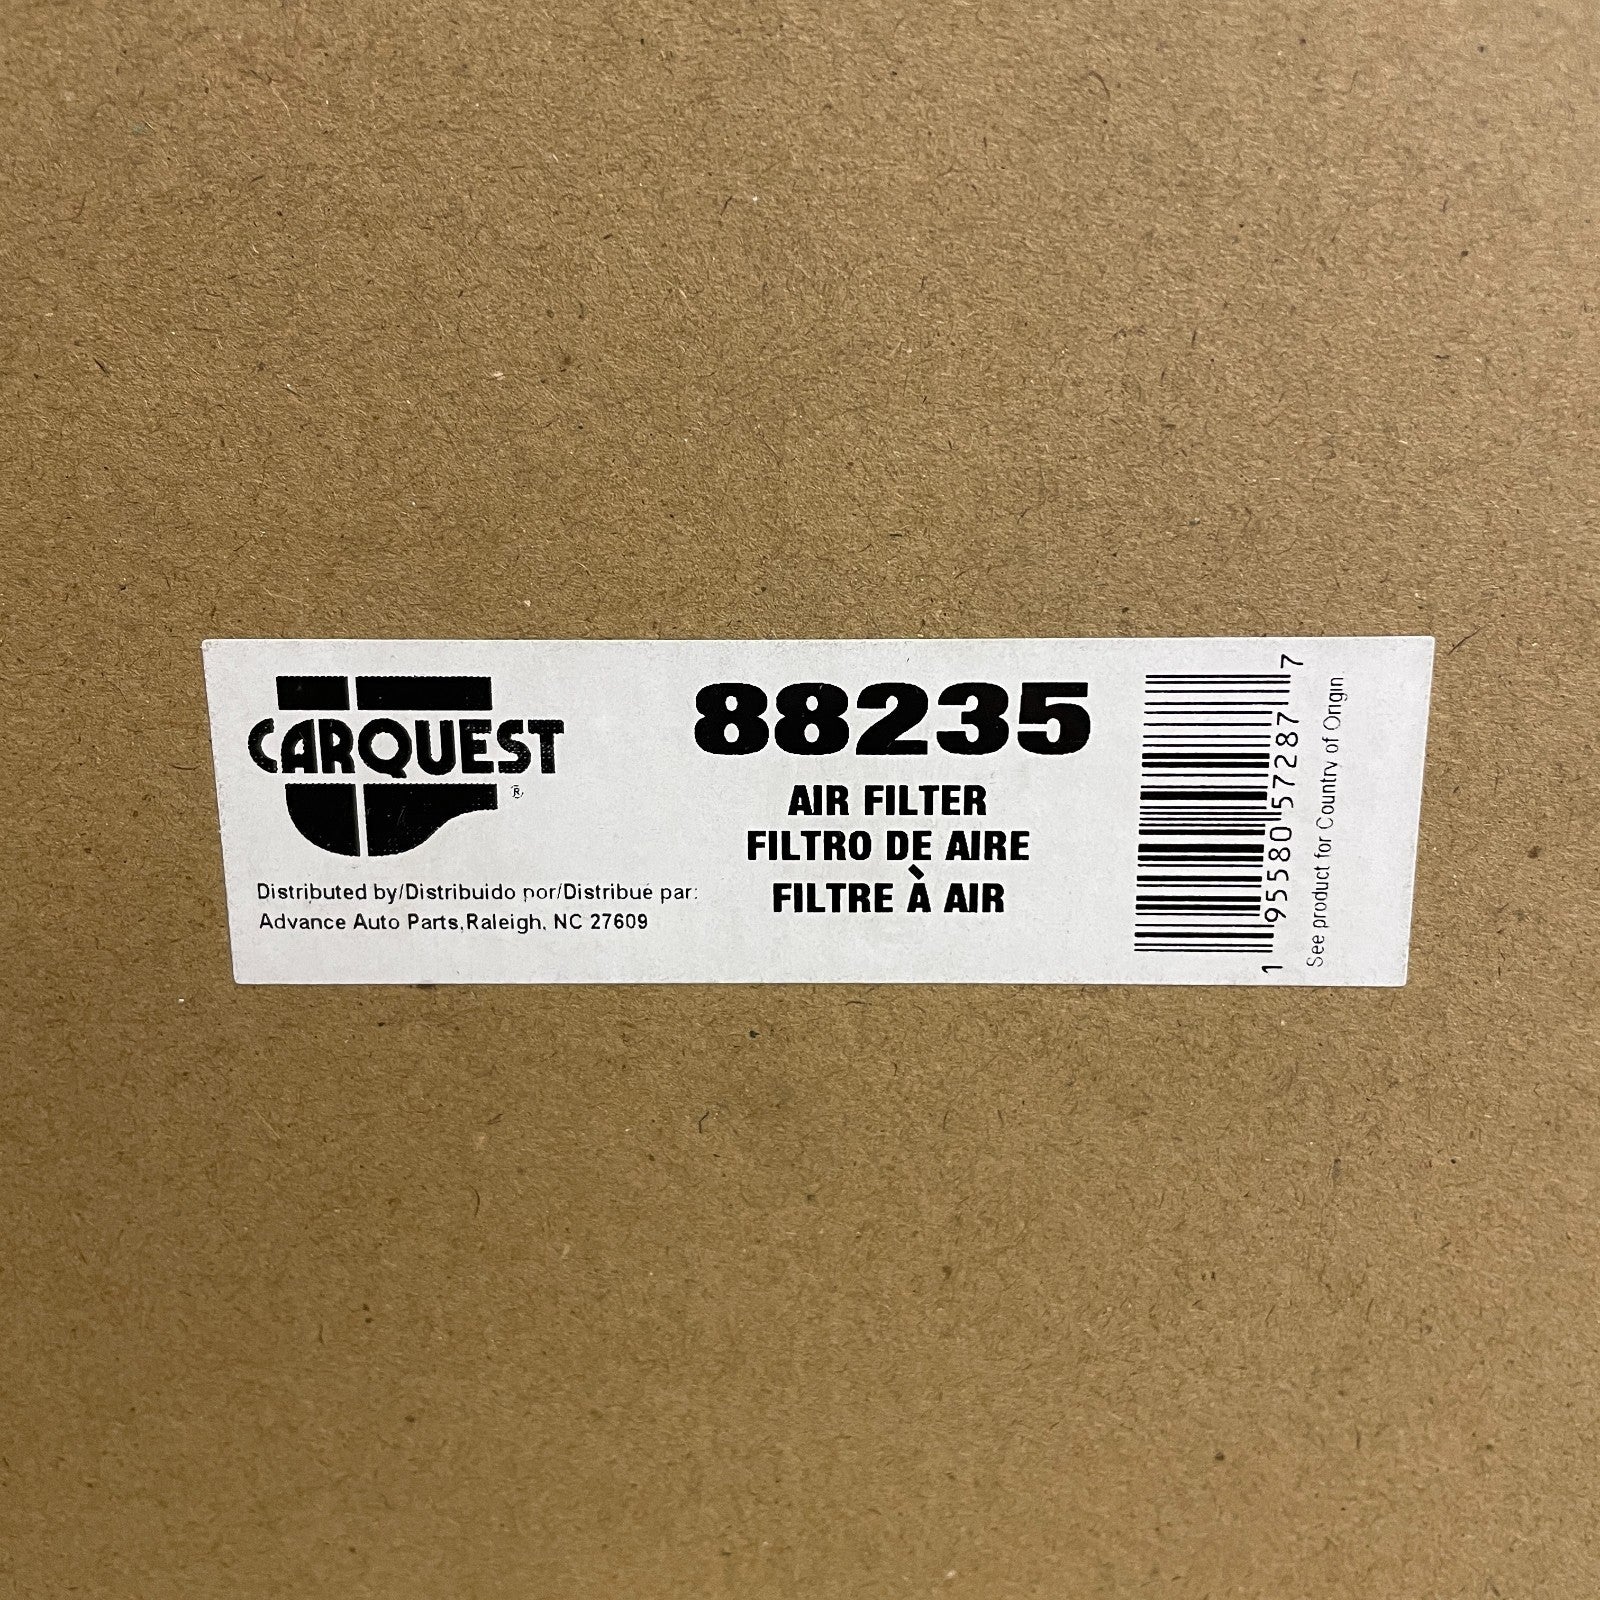 CARQUEST
®
Distributed by/Distribuido por/Distribué par:
Advance Auto Parts, Raleigh, NC 27609
88235
AIR FILTER
FILTRO DE AIRE
FILTRE À AIR
1 95580 57287 7
See product for Country of Origin